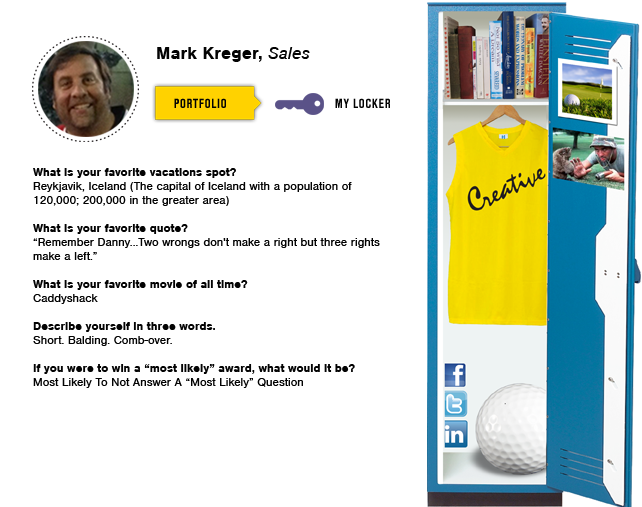 Mark Kreger, Sales
PORTFOLIO
MY LOCKER
What is your favorite vacations spot?
Reykjavik, Iceland (The capital of Iceland with a population of
120,000; 200,000 in the greater area)
What is your favorite quote?
“Remember Danny...Two wrongs don't make a right but three rights
make a left.”
What is your favorite movie of all time?
Caddyshack
Describe yourself in three words.
Short. Balding. Comb-over.
If you were to win a “most likely” award, what would it be?
Most Likely To Not Answer A “Most Likely” Question
Creative
f
t
in